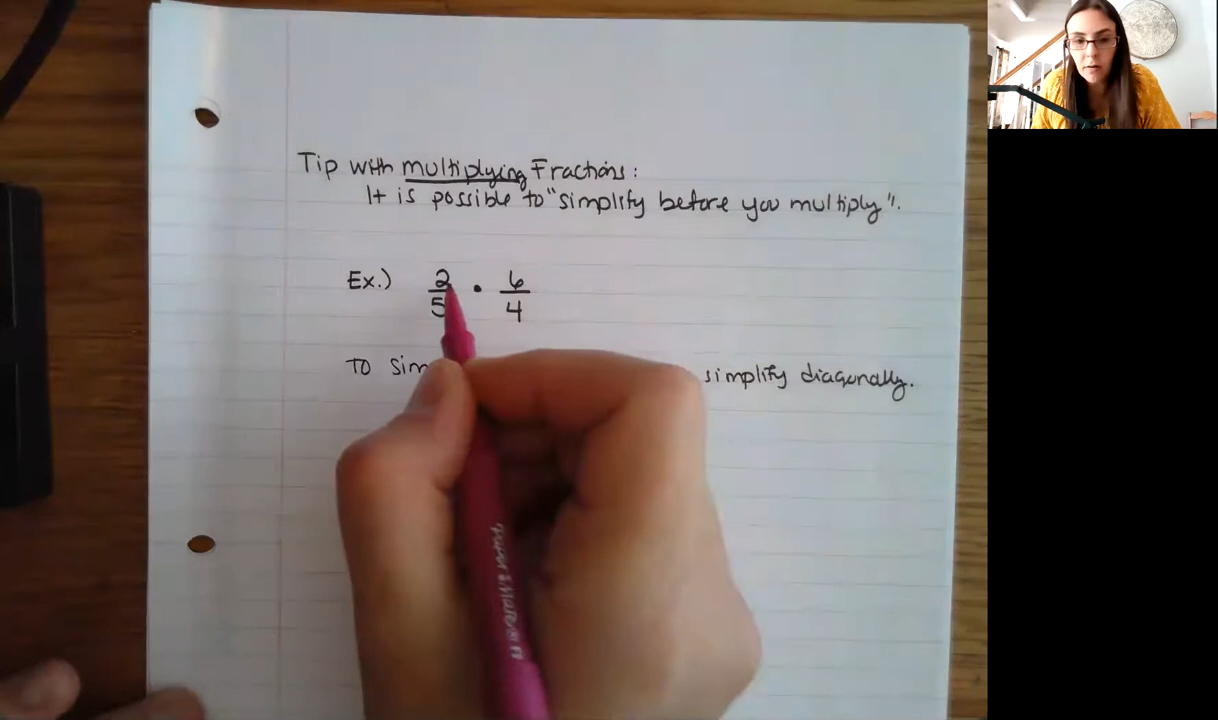 Tip with multiplying Fractions:
It is possible to "simplify before you multiply".
Ex.) 2/5 · 6/4
To sim simplify diagonally.